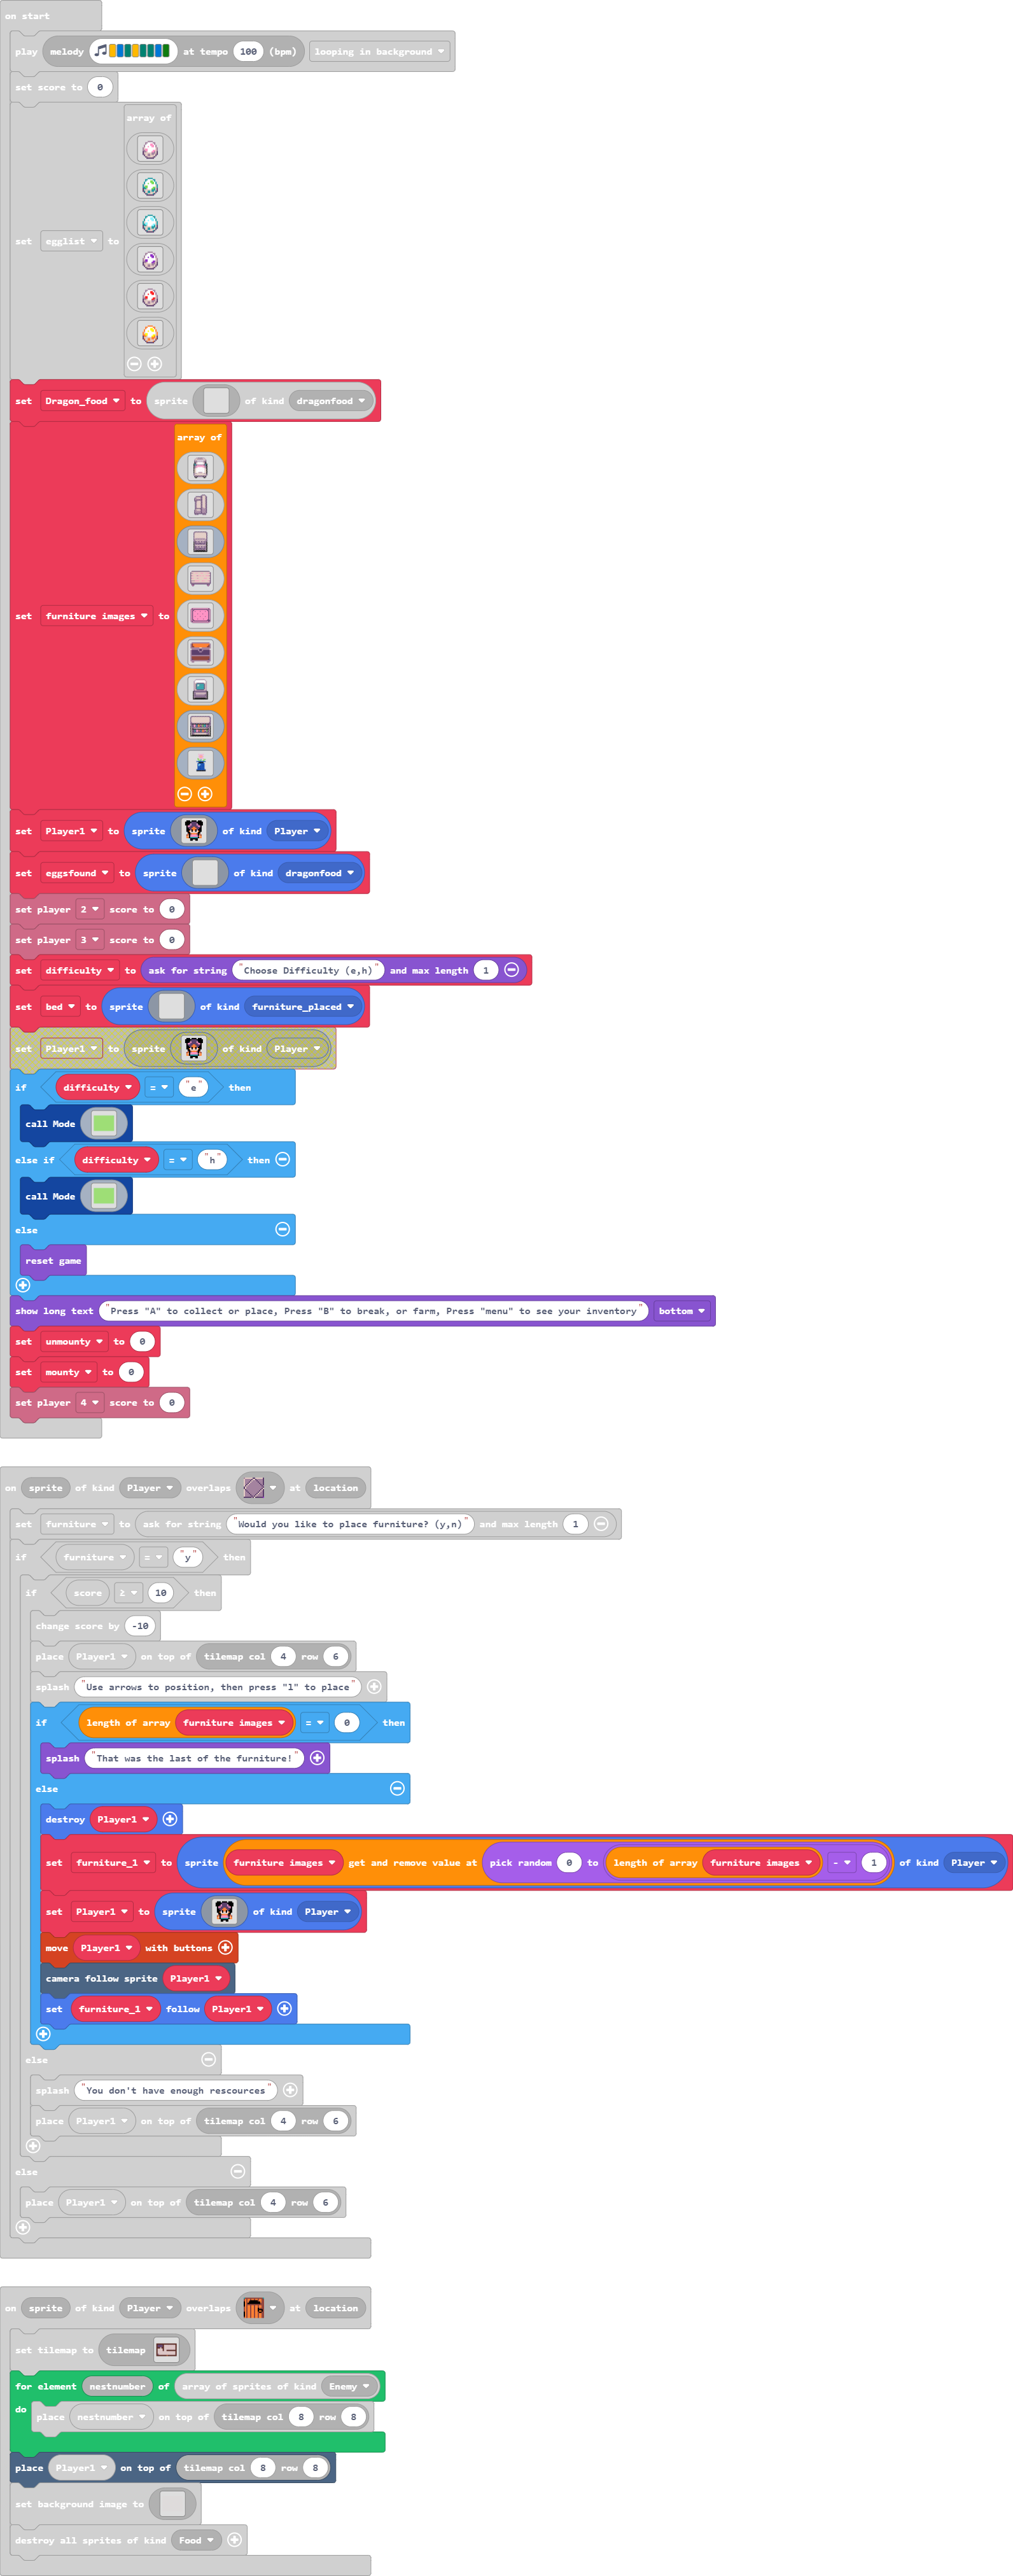 on start
play melody at tempo 100 (bpm) looping in background
set score to 0
array of
set egglist to
set Dragon_food to sprite of kind dragonfood
array of
set furniture images to
set Player1 to sprite of kind Player
set eggsfound to sprite of kind dragonfood
set player 2 score to 0
set player 3 score to 0
set difficulty to ask for string "Choose Difficulty (e,h)" and max length 1
set bed to sprite of kind furniture_placed
set Player1 to sprite of kind Player
if difficulty = "e" then
call Mode
else if difficulty = "h" then
call Mode
else
reset game
show long text "Press "A" to collect or place, Press "B" to break, or farm, Press "menu" to see your inventory" bottom
set unmounty to 0
set mounty to 0
set player 4 score to 0
on sprite of kind Player overlaps at location
set furniture to ask for string "Would you like to place furniture? (y,n)" and max length 1
if furniture = "y" then
if score ≥ 10 then
change score by -10
place Player1 on top of tilemap col 4 row 6
splash "Use arrows to position, then press "l" to place"
if length of array furniture images = 0 then
splash "That was the last of the furniture!"
else
destroy Player1
set furniture_1 to sprite furniture images get and remove value at pick random 0 to length of array furniture images - 1 of kind Player
set Player1 to sprite of kind Player
move Player1 with buttons
camera follow sprite Player1
set furniture_1 follow Player1
else
splash "You don't have enough rescources"
place Player1 on top of tilemap col 4 row 6
else
place Player1 on top of tilemap col 4 row 6
on sprite of kind Player overlaps at location
set tilemap to tilemap
for element nestnumber of array of sprites of kind Enemy
do place nestnumber on top of tilemap col 8 row 8
place Player1 on top of tilemap col 8 row 8
set background image to
destroy all sprites of kind Food